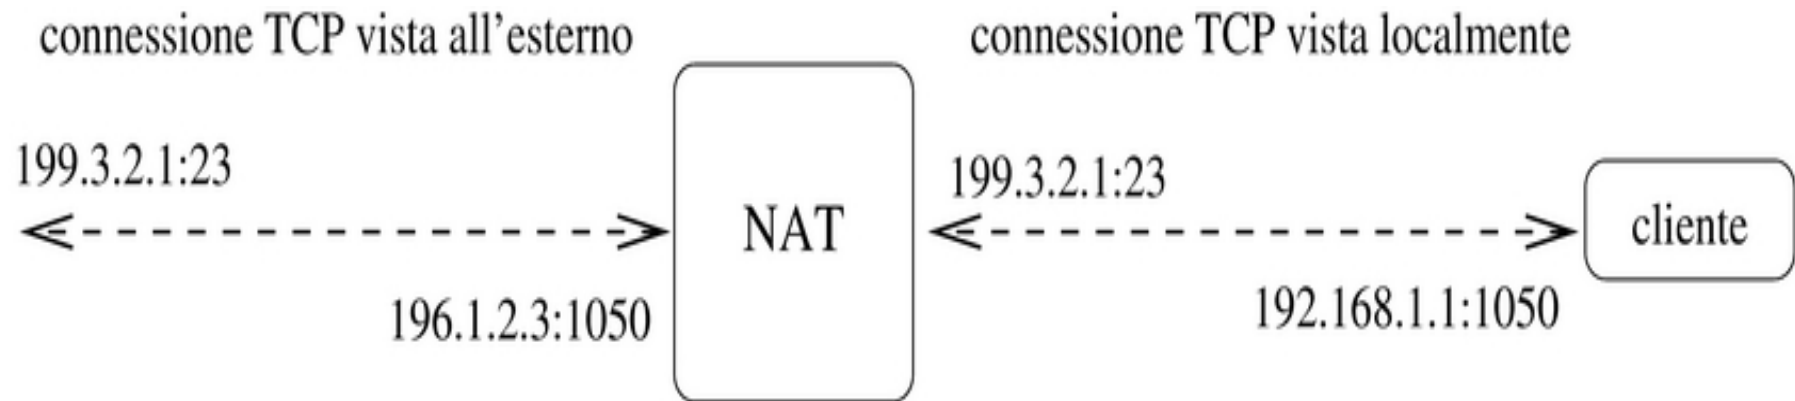 connessione TCP vista all'esterno
connessione TCP vista localmente
199.3.2.1:23
199.3.2.1:23
NAT
cliente
196.1.2.3:1050
192.168.1.1:1050